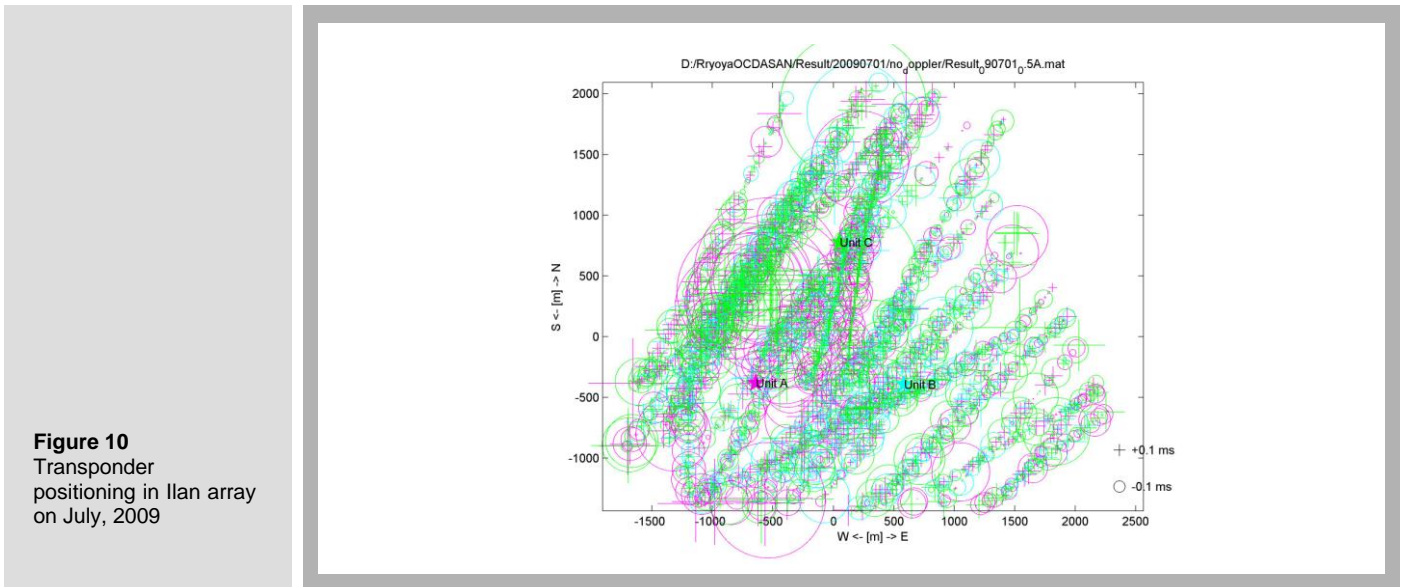 Figure 10
Transponder
positioning in Ilan array
on July, 2009
D:/RryoyaOCDASAN/Result/20090701/no_doppler/Result_090701_0.5A.mat
2000
1500
1000
500
0
-500
-1000
S <- [m] -> N
Unit C
Unit A
Unit B
+0.1 ms
-0.1 ms
-1500
-1000
-500
0
500
1000
1500
2000
2500
W <- [m] -> E